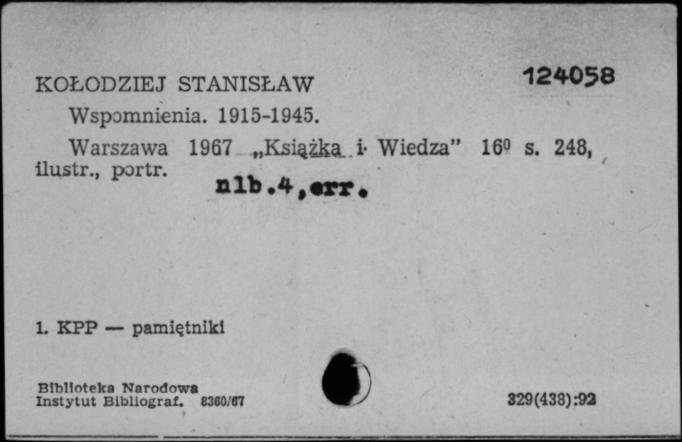 KOŁODZIEJ STANISŁAW
124058
Wspomnienia. 1915-1945.
Warszawa 1967 „Książka i Wiedza” 16⁰ s. 248,
ilustr., portr.
nlb.4,err.
1. KPP — pamiętniki
Biblioteka Narodowa
Instytut Bibliograf. 8360/67
329(438):92